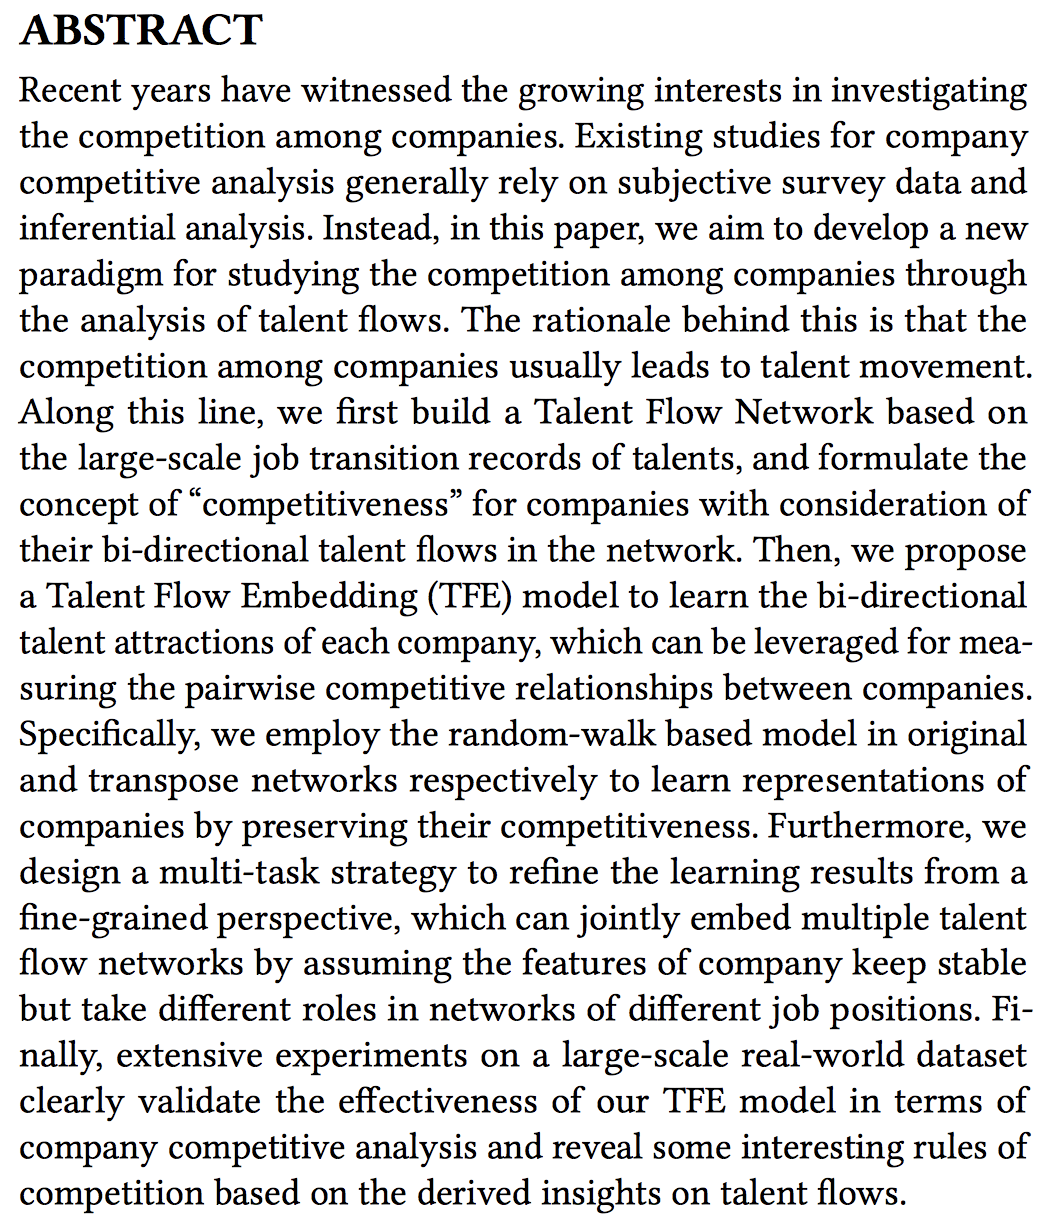 ABSTRACT
Recent years have witnessed the growing interests in investigating
the competition among companies. Existing studies for company
competitive analysis generally rely on subjective survey data and
inferential analysis. Instead, in this paper, we aim to develop a new
paradigm for studying the competition among companies through
the analysis of talent flows. The rationale behind this is that the
competition among companies usually leads to talent movement.
Along this line, we first build a Talent Flow Network based on
the large-scale job transition records of talents, and formulate the
concept of “competitiveness” for companies with consideration of
their bi-directional talent flows in the network. Then, we propose
a Talent Flow Embedding (TFE) model to learn the bi-directional
talent attractions of each company, which can be leveraged for mea-
suring the pairwise competitive relationships between companies.
Specifically, we employ the random-walk based model in original
and transpose networks respectively to learn representations of
companies by preserving their competitiveness. Furthermore, we
design a multi-task strategy to refine the learning results from a
fine-grained perspective, which can jointly embed multiple talent
flow networks by assuming the features of company keep stable
but take different roles in networks of different job positions. Fi-
nally, extensive experiments on a large-scale real-world dataset
clearly validate the effectiveness of our TFE model in terms of
company competitive analysis and reveal some interesting rules of
competition based on the derived insights on talent flows.